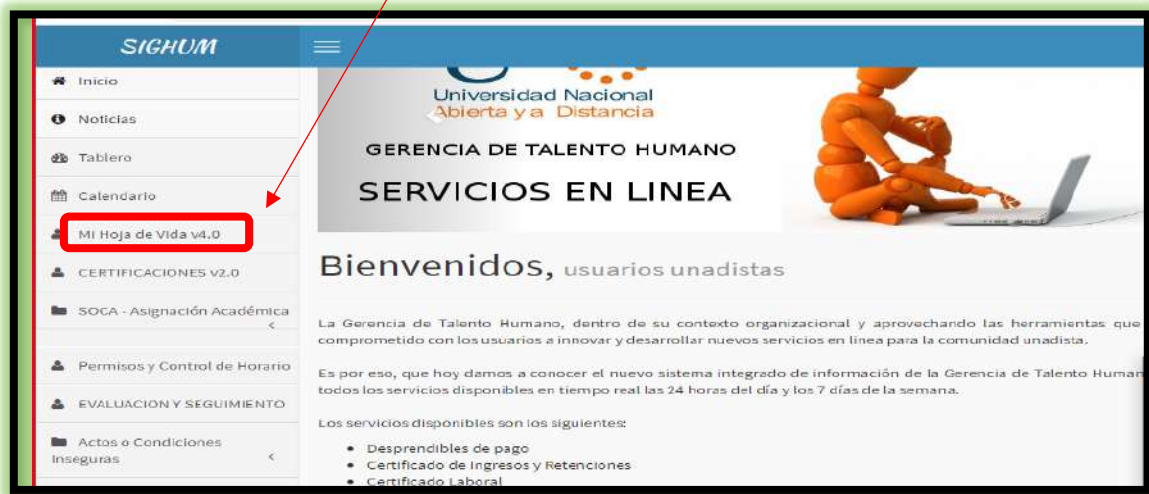 SIGHUM
Inicio
Noticias
Tablero
Calendario
Mi Hoja de Vida v4.0
CERTIFICACIONES v2.0
SOCA - Asignación Académica
Permisos y Control de Horario
EVALUACION Y SEGUIMIENTO
Actos o Condiciones
Inseguras
Universidad Nacional
Abierta y a Distancia
GERENCIA DE TALENTO HUMANO
SERVICIOS EN LINEA
Bienvenidos, usuarios unadistas
La Gerencia de Talento Humano, dentro de su contexto organizacional y aprovechando las herramientas que
comprometido con los usuarios a innovar y desarrollar nuevos servicios en linea para la comunidad unadista.
Es por eso, que hoy damos a conocer el nuevo sistema integrado de información de la Gerencia de Talento Human
todos los servicios disponibles en tiempo real las 24 horas del día y los 7 días de la semana.
Los servicios disponibles son los siguientes:
• Desprendibles de pago
• Certificado de Ingresos y Retenciones
• Certificado Laboral